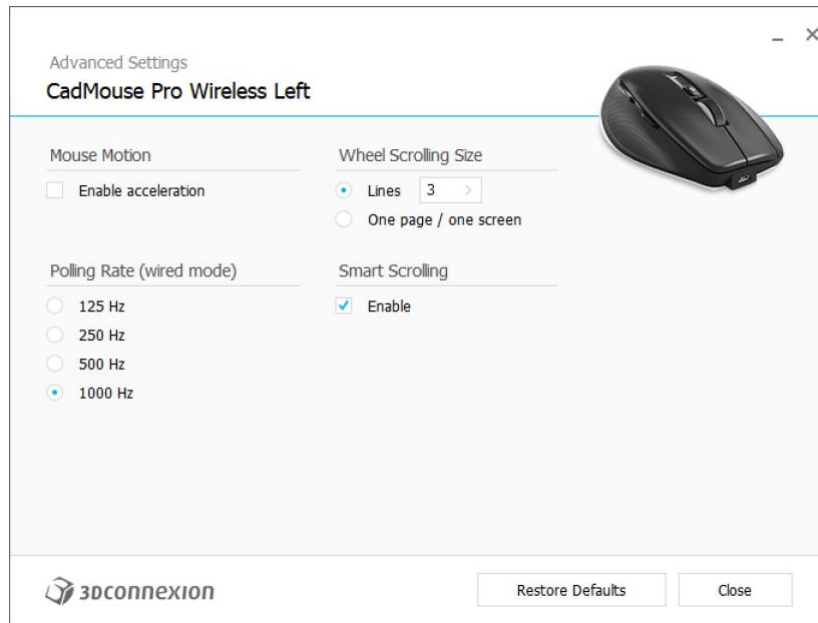 Advanced Settings
CadMouse Pro Wireless Left
Mouse Motion
Enable acceleration
Wheel Scrolling Size
Lines 3
One page / one screen
Polling Rate (wired mode)
125 Hz
250 Hz
500 Hz
1000 Hz
Smart Scrolling
Enable
3Dconnexion
Restore Defaults
Close